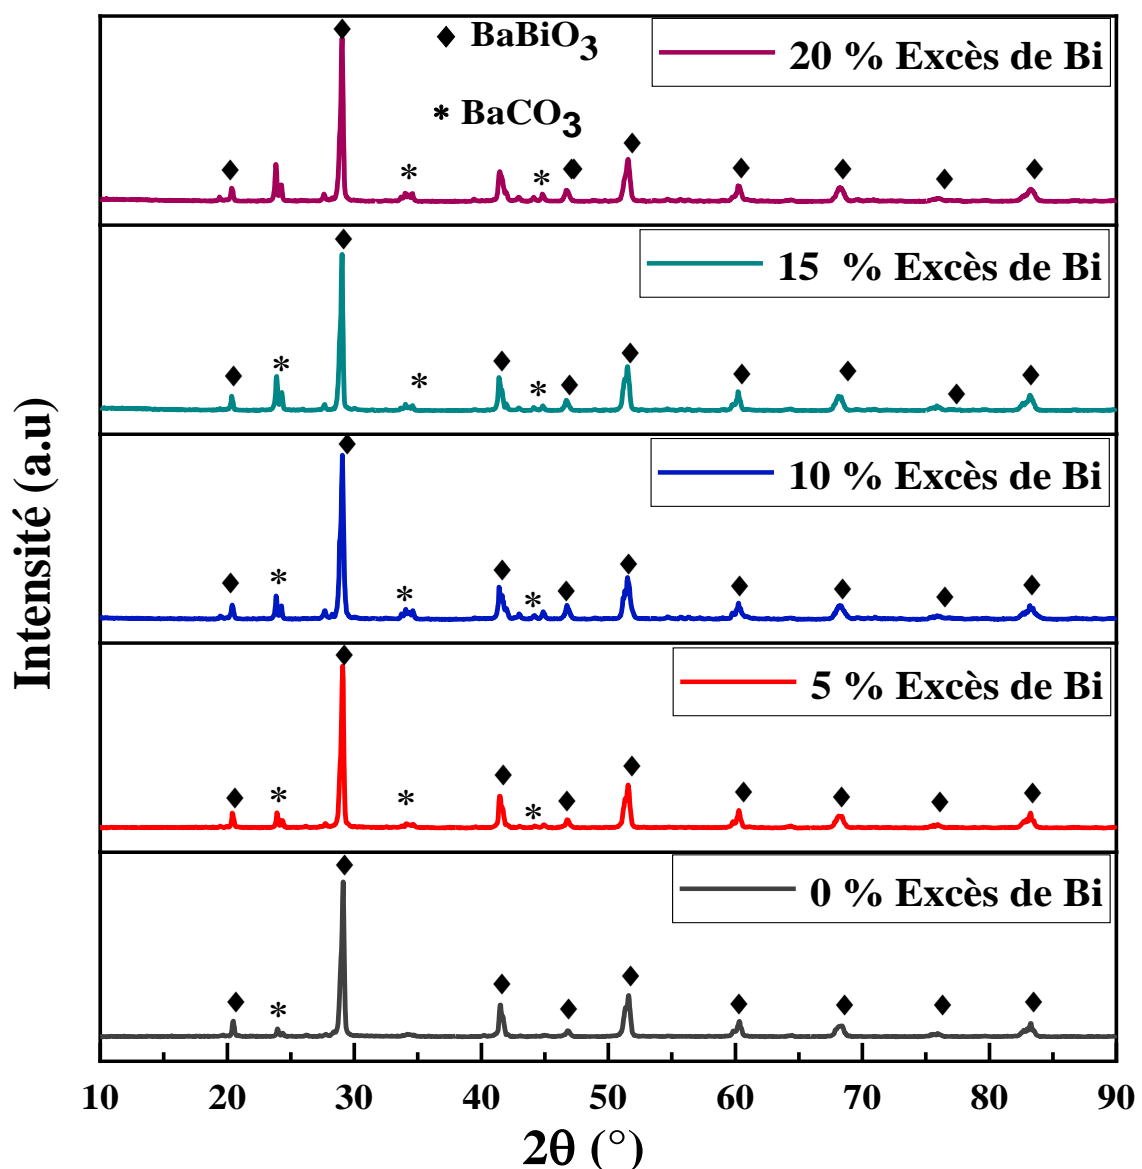 ◆ BaBiO3
* BaCO3
20 % Excès de Bi
15 % Excès de Bi
10 % Excès de Bi
5 % Excès de Bi
0 % Excès de Bi
Intensité (a.u)
10 20 30 40 50 60 70 80 90
2θ (°)